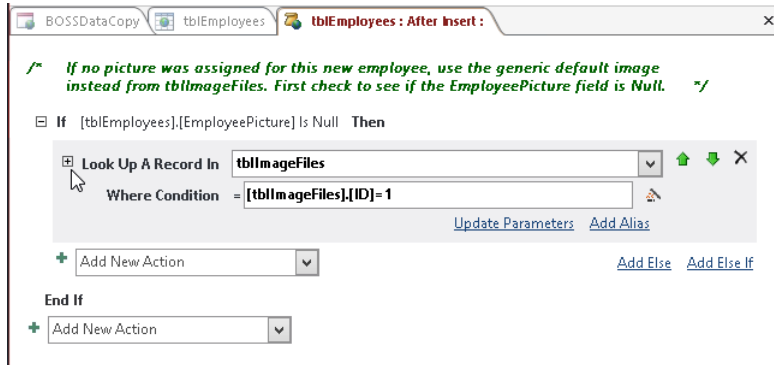 BOSSDataCopy tblEmployees tblEmployees : After Insert :
/* If no picture was assigned for this new employee, use the generic default image
instead from tblImageFiles. First check to see if the EmployeePicture field is Null. */
If [tblEmployees].[EmployeePicture] Is Null Then
Look Up A Record In tblImageFiles
Where Condition = [tblImageFiles].[ID]=1
Update Parameters Add Alias
Add New Action Add Else Add Else If
End If
Add New Action